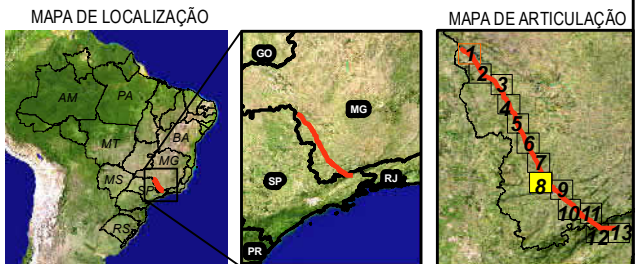 MAPA DE LOCALIZAÇÃO
AM
PA
BA
MT
MG
MS
SP
RS
GO
MG
SP
RJ
PR
MAPA DE ARTICULAÇÃO
1
2
3
4
5
6
7
8
9
10
11
12
13